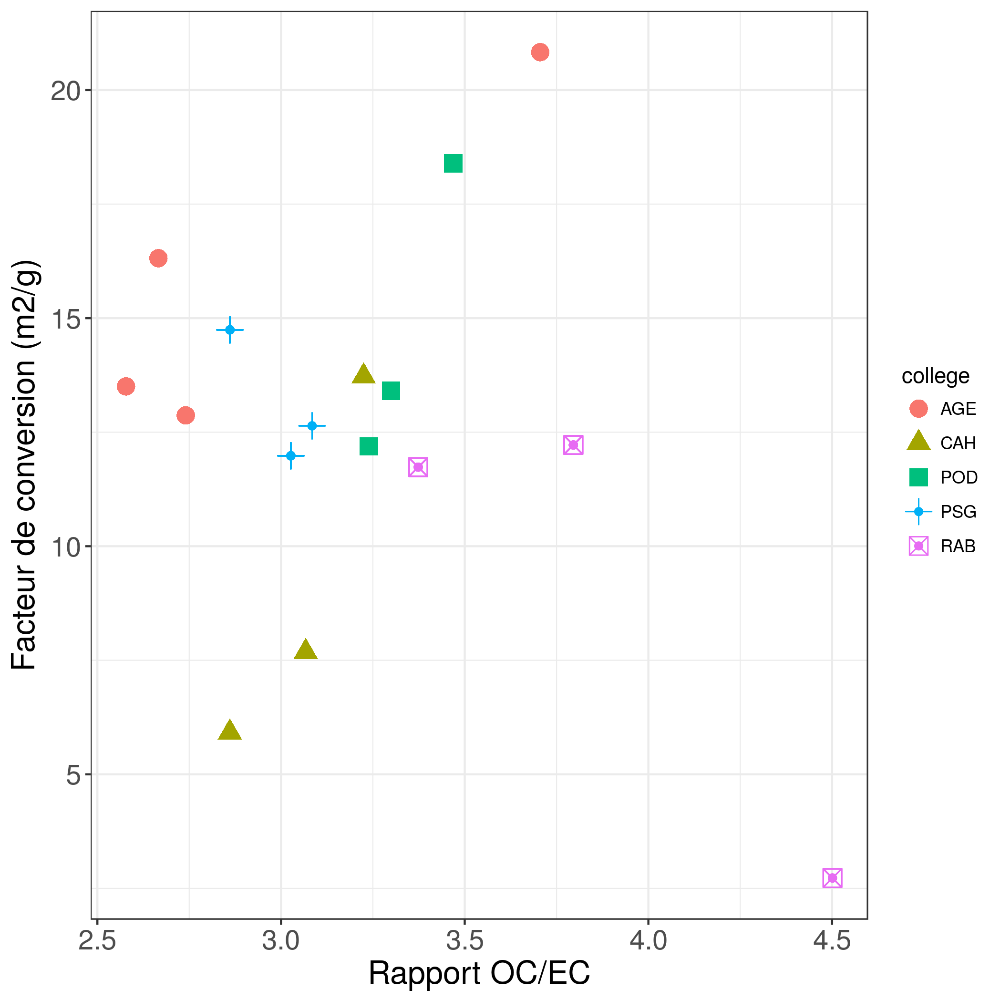 Facteur de conversion (m2/g)
20
15
10
5
2.5 3.0 3.5 4.0 4.5
Rapport OC/EC
college
AGE
CAH
POD
PSG
RAB